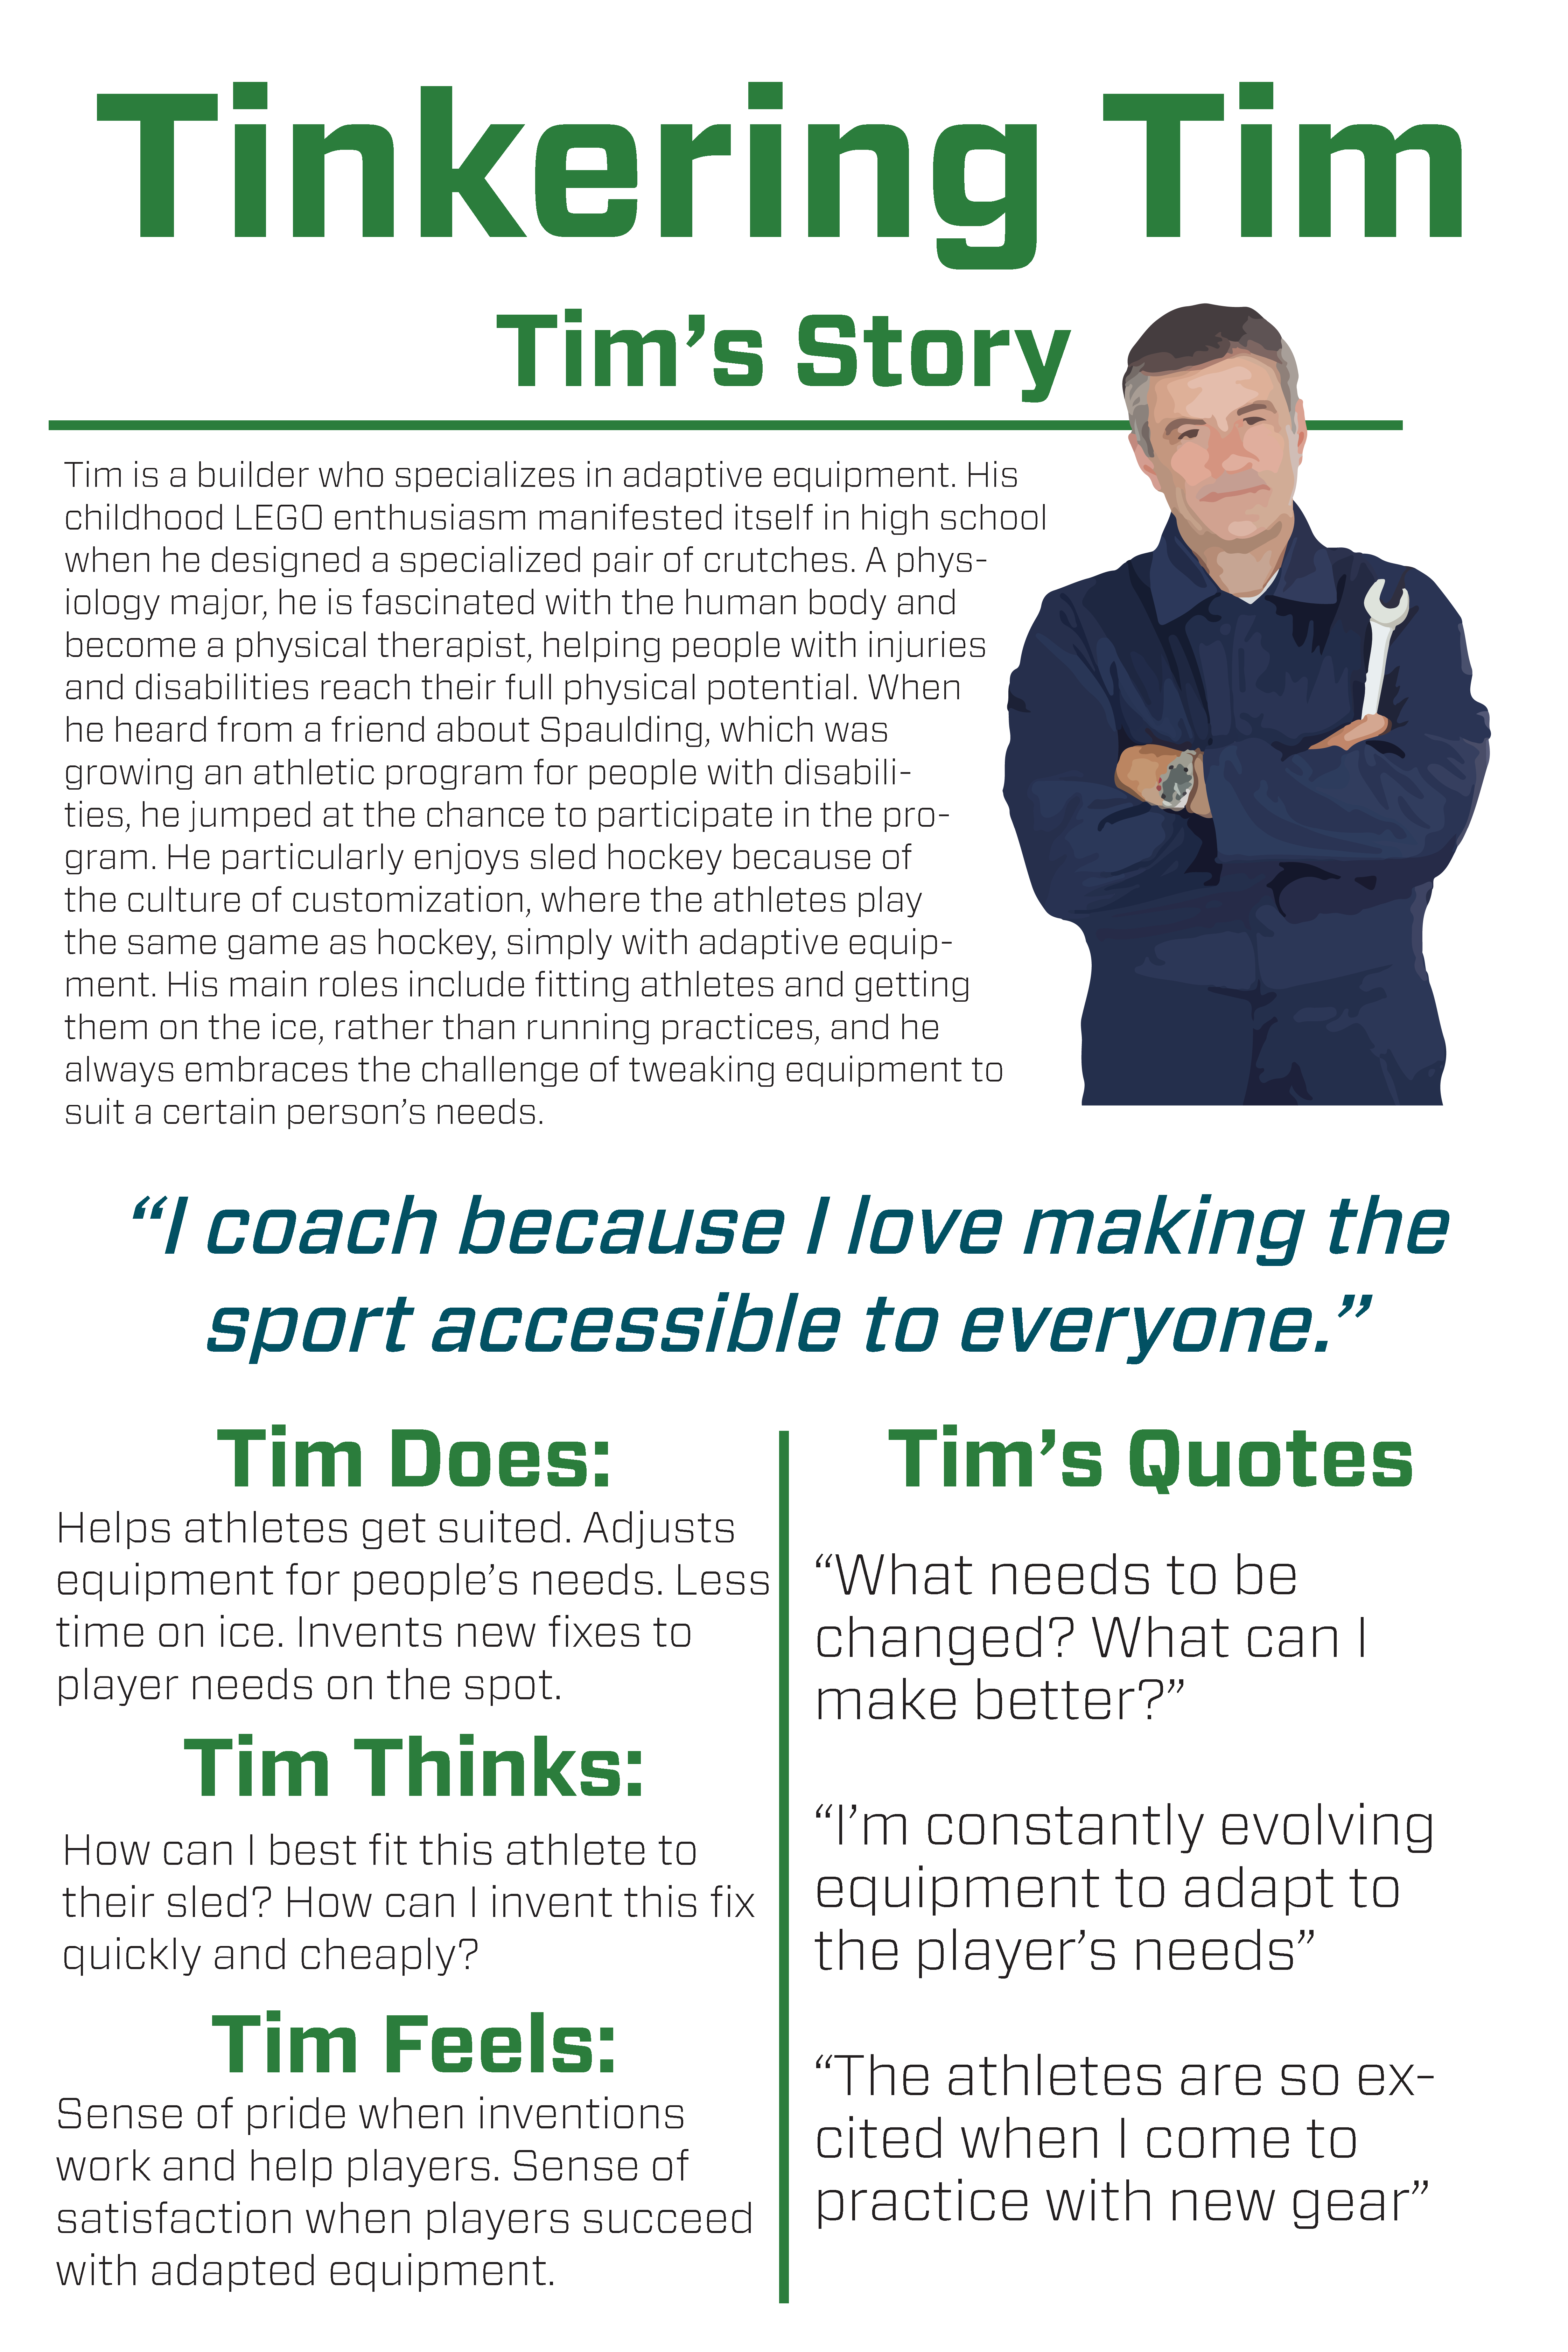 Tinkering Tim
Tim's Story
Tim is a builder who specializes in adaptive equipment. His
childhood LEGO enthusiasm manifested itself in high school
when he designed a specialized pair of crutches. A phys-
iology major, he is fascinated with the human body and
become a physical therapist, helping people with injuries
and disabilities reach their full physical potential. When
he heard from a friend about Spaulding, which was
growing an athletic program for people with disabili-
ties, he jumped at the chance to participate in the pro-
gram. He particularly enjoys sled hockey because of
the culture of customization, where the athletes play
the same game as hockey, simply with adaptive equip-
ment. His main roles include fitting athletes and getting
them on the ice, rather than running practices, and he
always embraces the challenge of tweaking equipment to
suit a certain person’s needs.
“I coach because I love making the
sport accessible to everyone.”
Tim Does:
Helps athletes get suited. Adjusts
equipment for people’s needs. Less
time on ice. Invents new fixes to
player needs on the spot.
Tim Thinks:
How can I best fit this athlete to
their sled? How can I invent this fix
quickly and cheaply?
Tim Feels:
Sense of pride when inventions
work and help players. Sense of
satisfaction when players succeed
with adapted equipment.
Tim’s Quotes
“What needs to be
changed? What can I
make better?”
“I’m constantly evolving
equipment to adapt to
the player’s needs”
“The athletes are so ex-
cited when I come to
practice with new gear”